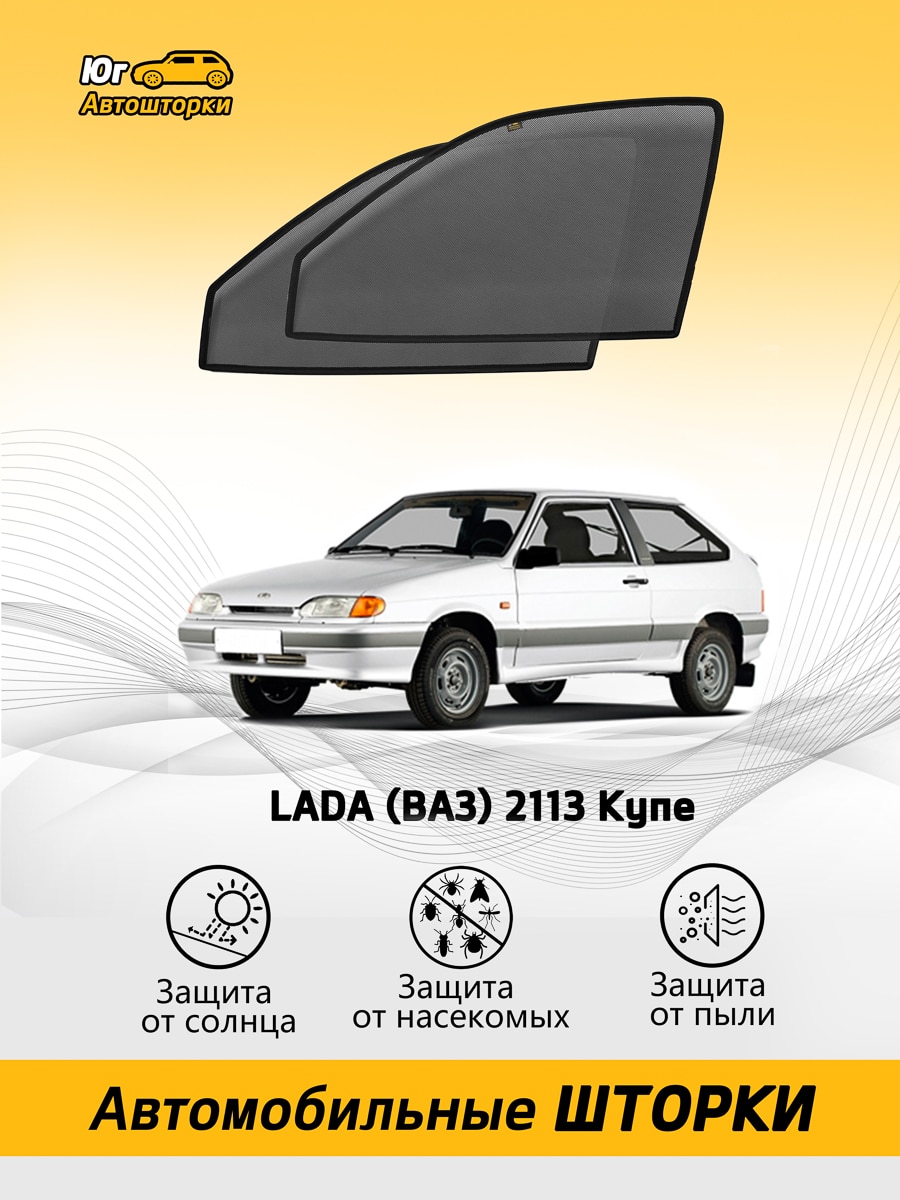 Юг
Автошторки
LADA (ВАЗ) 2113 Купе
Защита
от солнца
Защита
от насекомых
Защита
от пыли
Автомобильные ШТОРКИ